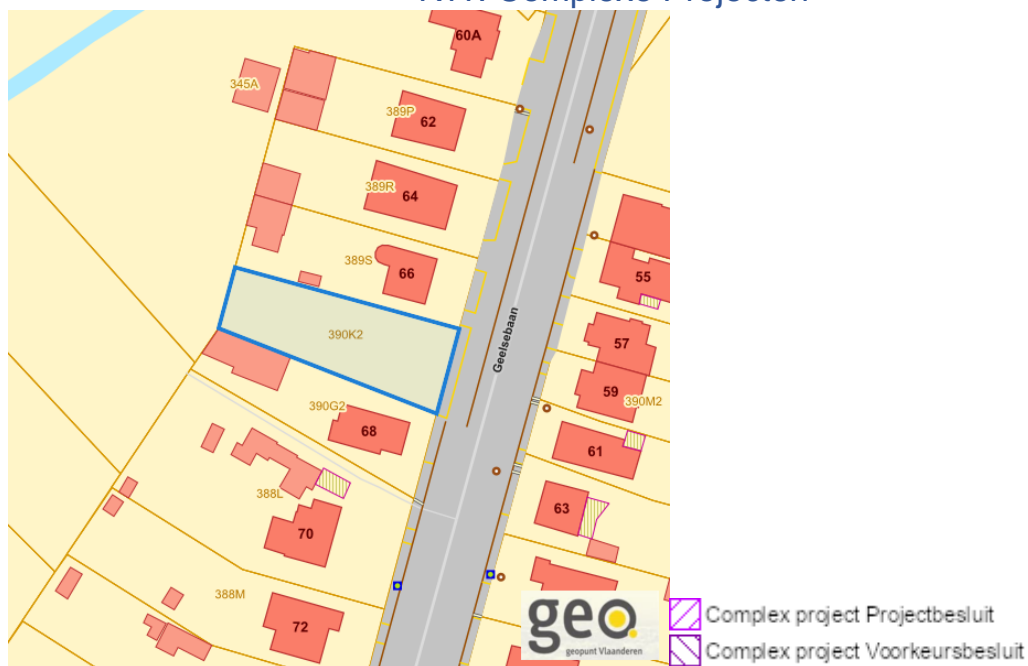 60A
345A
389P
62
389R
64
389S
66
55
390K2
Geelsebaan
57
59
390M2
390G2
68
61
388L
63
70
388M
72
geo
geopunt Vlaanderen
Complex project Projectbesluit
Complex project Voorkeursbesluit